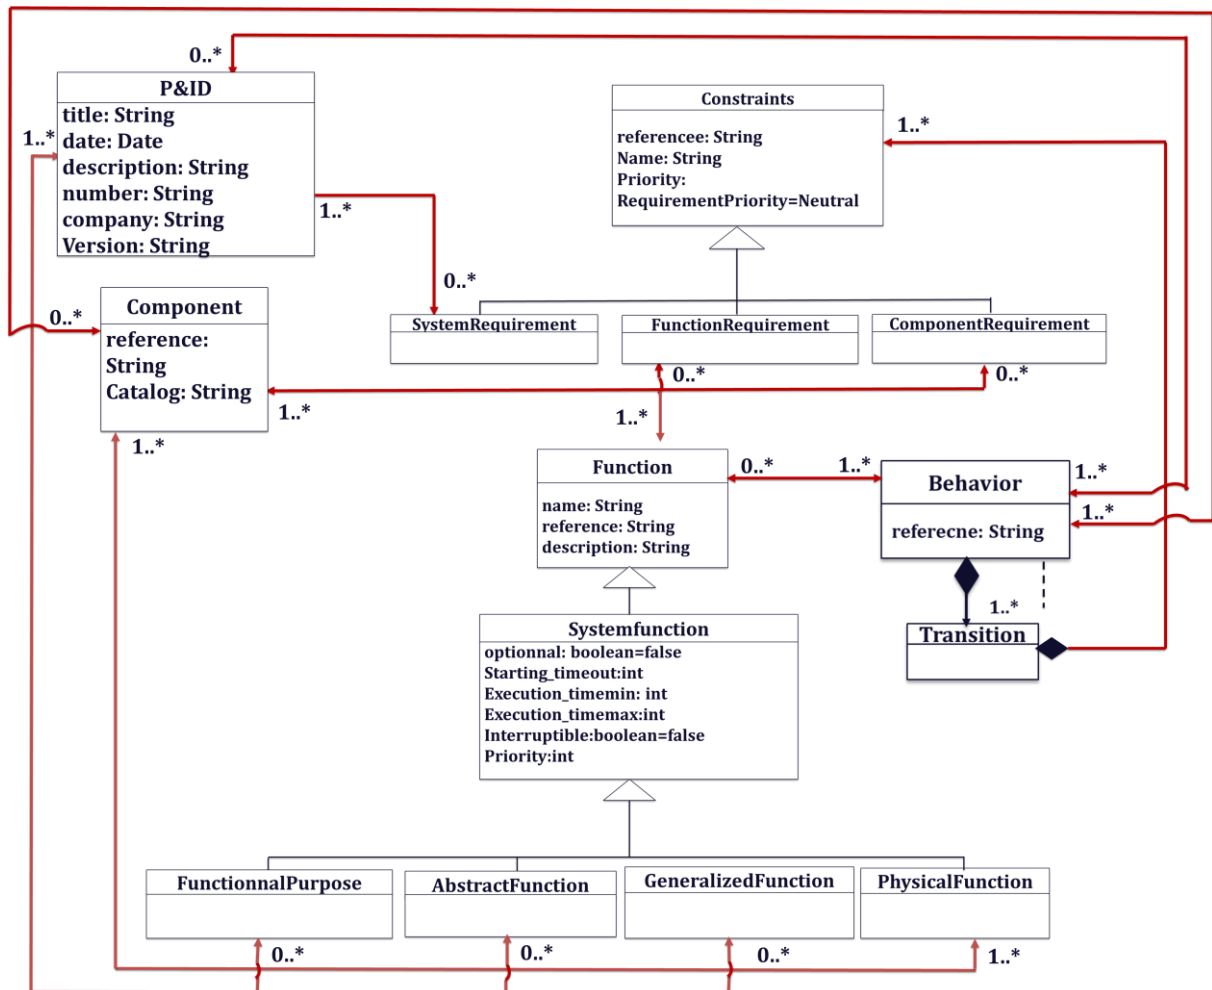 0..*
P&ID
title: String
date: Date
description: String
number: String
company: String
Version: String
1..*
1..*
0..*
Constraints
referencee: String
Name: String
Priority:
RequirementPriority=Neutral
1..*
Component
reference:
String
Catalog: String
0..*
1..*
1..*
SystemRequirement
FunctionRequirement
ComponentRequirement
0..*
0..*
1..*
Function
name: String
reference: String
description: String
0..*
1..*
Behavior
referecne: String
1..*
1..*
1..*
Transition
Systemfunction
optionnal: boolean=false
Starting_timeout:int
Execution_timemin: int
Execution_timemax:int
Interruptible:boolean=false
Priority:int
FunctionnalPurpose
AbstractFunction
GeneralizedFunction
PhysicalFunction
0..*
0..*
0..*
1..*